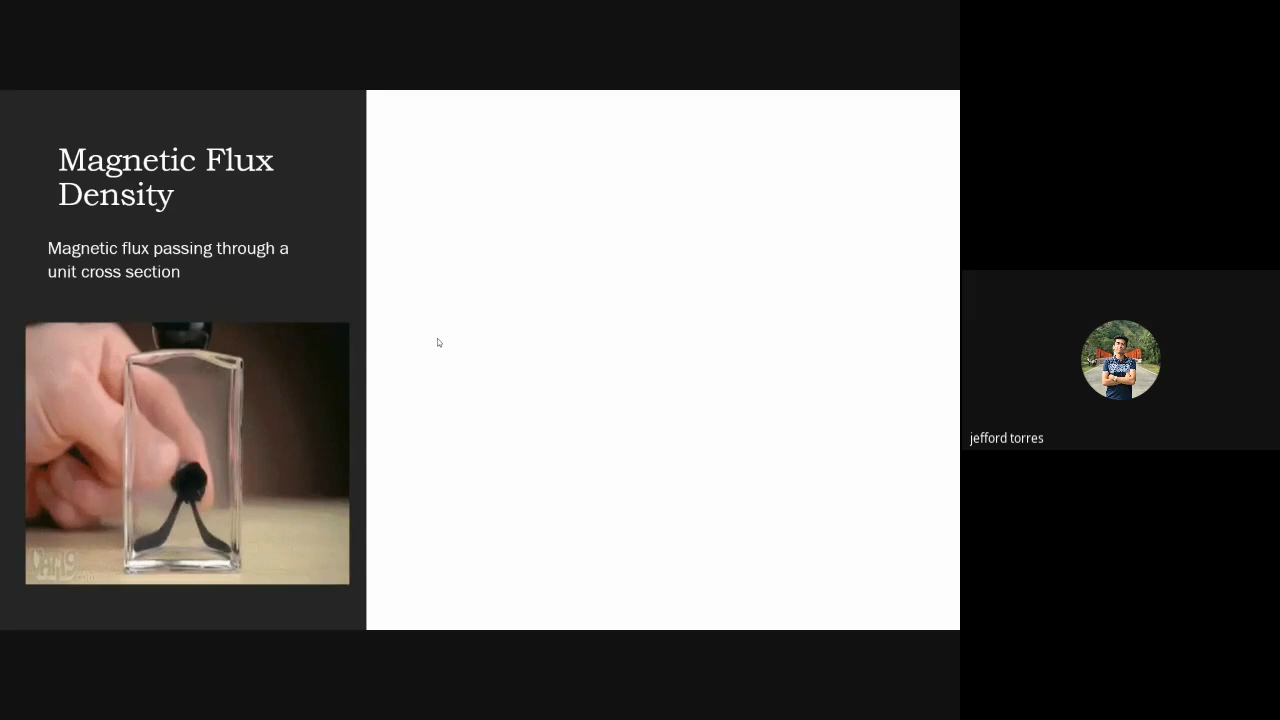 Magnetic Flux
Density
Magnetic flux passing through a
unit cross section
jefford torres